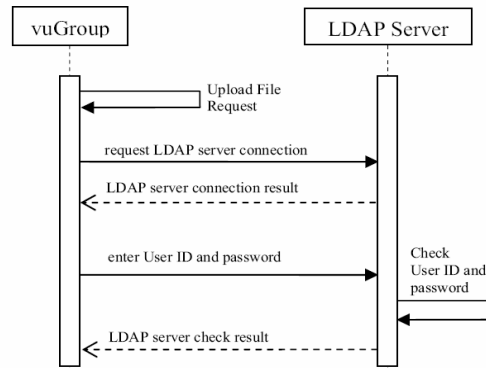 vuGroup
LDAP Server
Upload File
Request
request LDAP server connection
LDAP server connection result
enter User ID and password
Check
User ID and
password
LDAP server check result